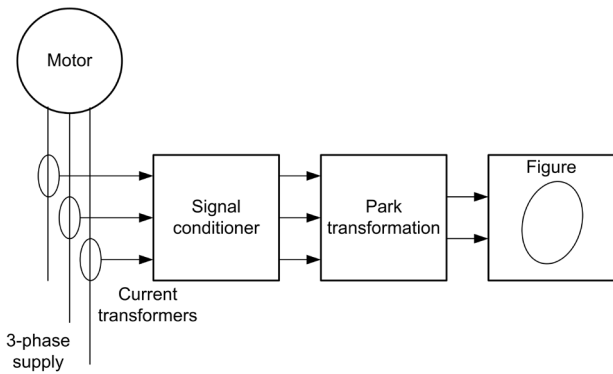 Motor
Figure
Signal
conditioner
Park
transformation
Current
transformers
3-phase
supply